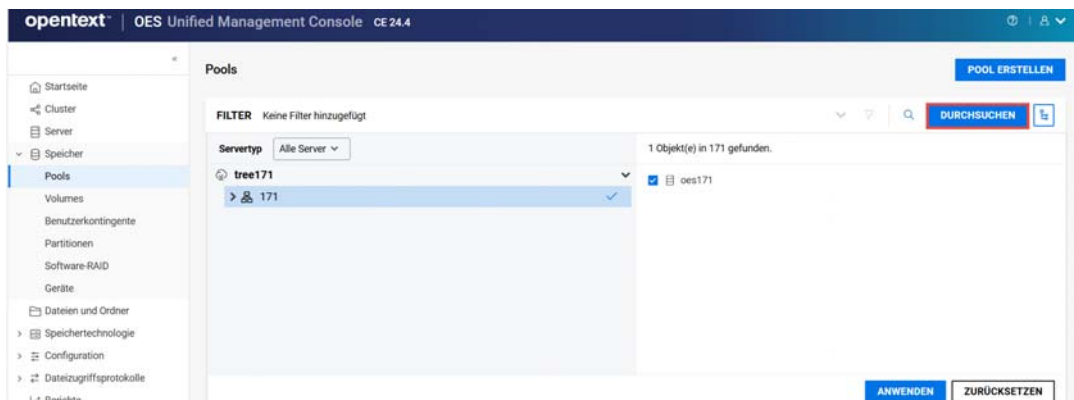 opentext™ | OES Unified Management Console CE 24.4
Startseite
Cluster
Server
Speicher
Pools
Volumes
Benutzerkontingente
Partitionen
Software-RAID
Geräte
Dateien und Ordner
Speichertechnologie
Configuration
Dateizugriffsprotokolle
Berichte
Pools
POOL ERSTELLEN
FILTER Keine Filter hinzugefügt
DURCHSUCHEN
Servertyp Alle Server
tree171
171
1 Objekt(e) in 171 gefunden.
oes171
ANWENDEN
ZURÜCKSETZEN